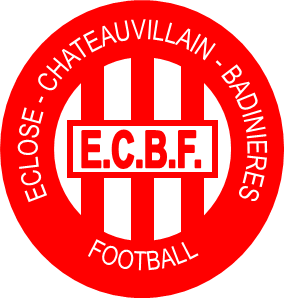 ECLOSE - CHATEAUVILLAIN - BADINIERES
E.C.B.F.
FOOTBALL